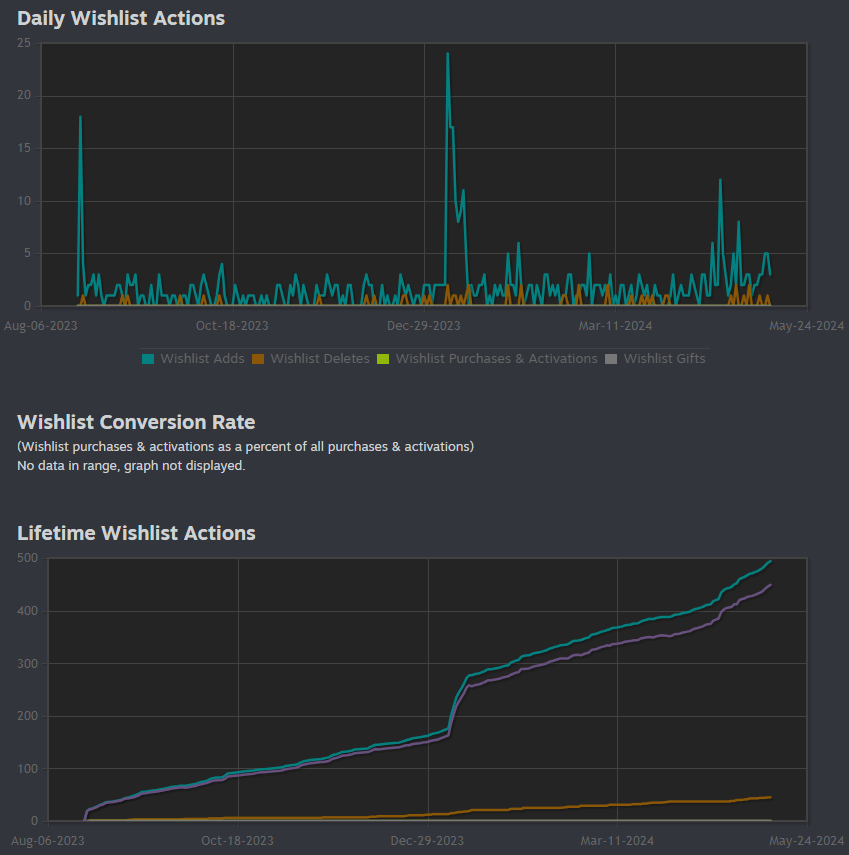 Daily Wishlist Actions
25
20
15
10
5
0
Aug-06-2023 Oct-18-2023 Dec-29-2023 Mar-11-2024 May-24-2024
Wishlist Adds Wishlist Deletes Wishlist Purchases & Activations Wishlist Gifts
Wishlist Conversion Rate
(Wishlist purchases & activations as a percent of all purchases & activations)
No data in range, graph not displayed.
Lifetime Wishlist Actions
500
400
300
200
100
0
Aug-06-2023 Oct-18-2023 Dec-29-2023 Mar-11-2024 May-24-2024